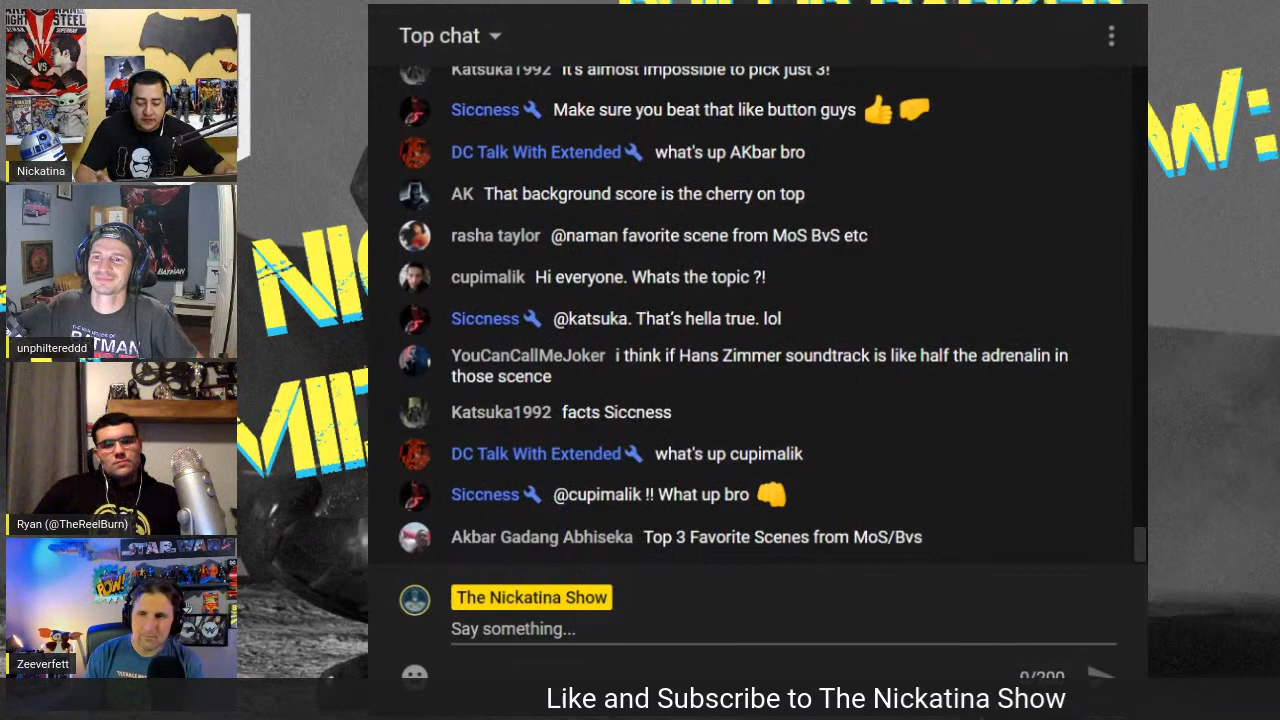 Top chat
Katsuka1992 It's almost impossible to pick just 3!
Siccness Make sure you beat that like button guys
DC Talk With Extended what's up AKbar bro
AK That background score is the cherry on top
rasha taylor @naman favorite scene from MoS BvS etc
cupimalik Hi everyone. Whats the topic ?!
Siccness @katsuka. That's hella true. lol
YouCanCallMeJoker i think if Hans Zimmer soundtrack is like half the adrenalin in
those scence
Katsuka1992 facts Siccness
DC Talk With Extended what's up cupimalik
Siccness @cupimalik !! What up bro
Akbar Gadang Abhiseka Top 3 Favorite Scenes from MoS/Bvs
The Nickatina Show
Say something...
0/200
Like and Subscribe to The Nickatina Show
STEEL
VS
Nickatina
BATMAN
BATMAN
unphiltereddd
Ryan (@TheReelBurn)
STAR WARS
POW!
Zeeverfett